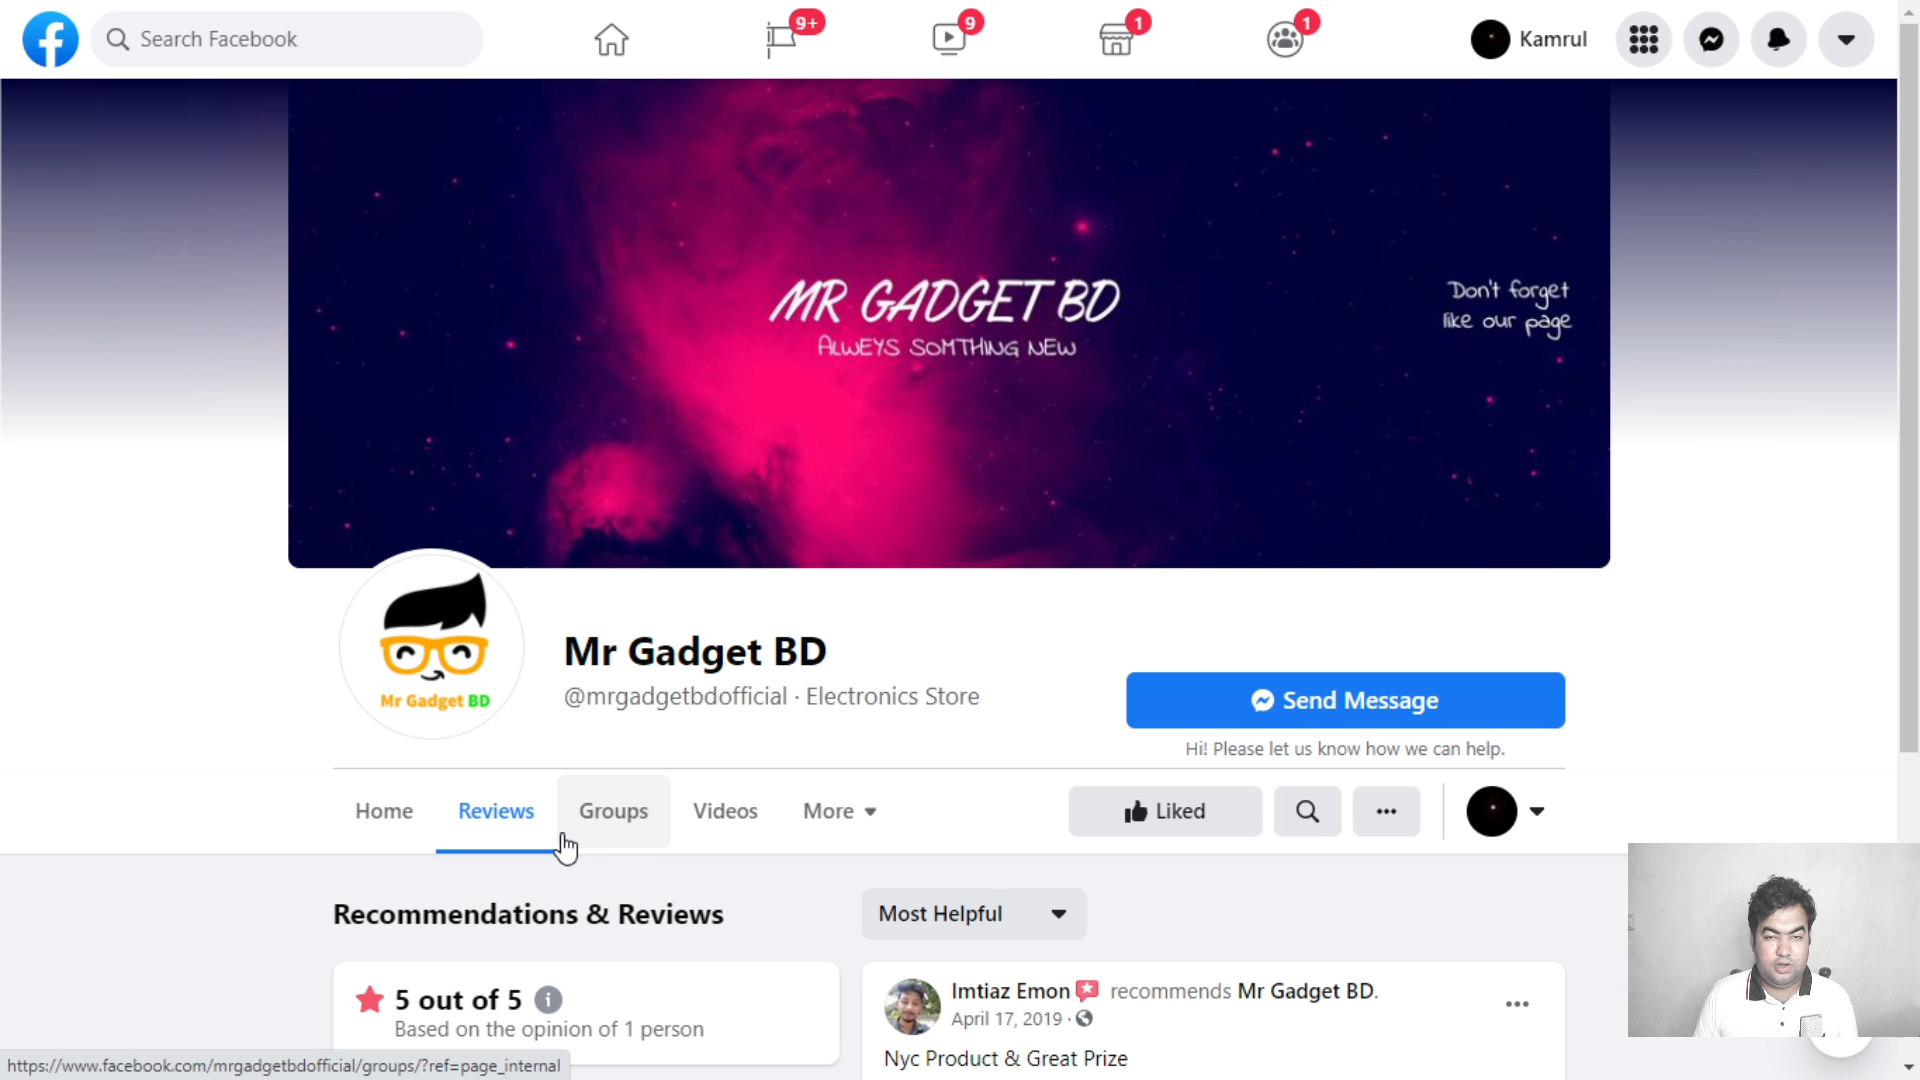 Search Facebook
9+
9
1
1
Kamrul
MR GADGET BD
ALWEYS SOMTHING NEW
Don't forget
like our page
Mr Gadget BD
Mr Gadget BD
@mrgadgetbdofficial · Electronics Store
Send Message
Hi! Please let us know how we can help.
Home
Reviews
Groups
Videos
More
Liked
Recommendations & Reviews
Most Helpful
5 out of 5
Based on the opinion of 1 person
Imtiaz Emon recommends Mr Gadget BD.
April 17, 2019 ·
Nyc Product & Great Prize
https://www.facebook.com/mrgadgetbdofficial/groups/?ref=page_internal